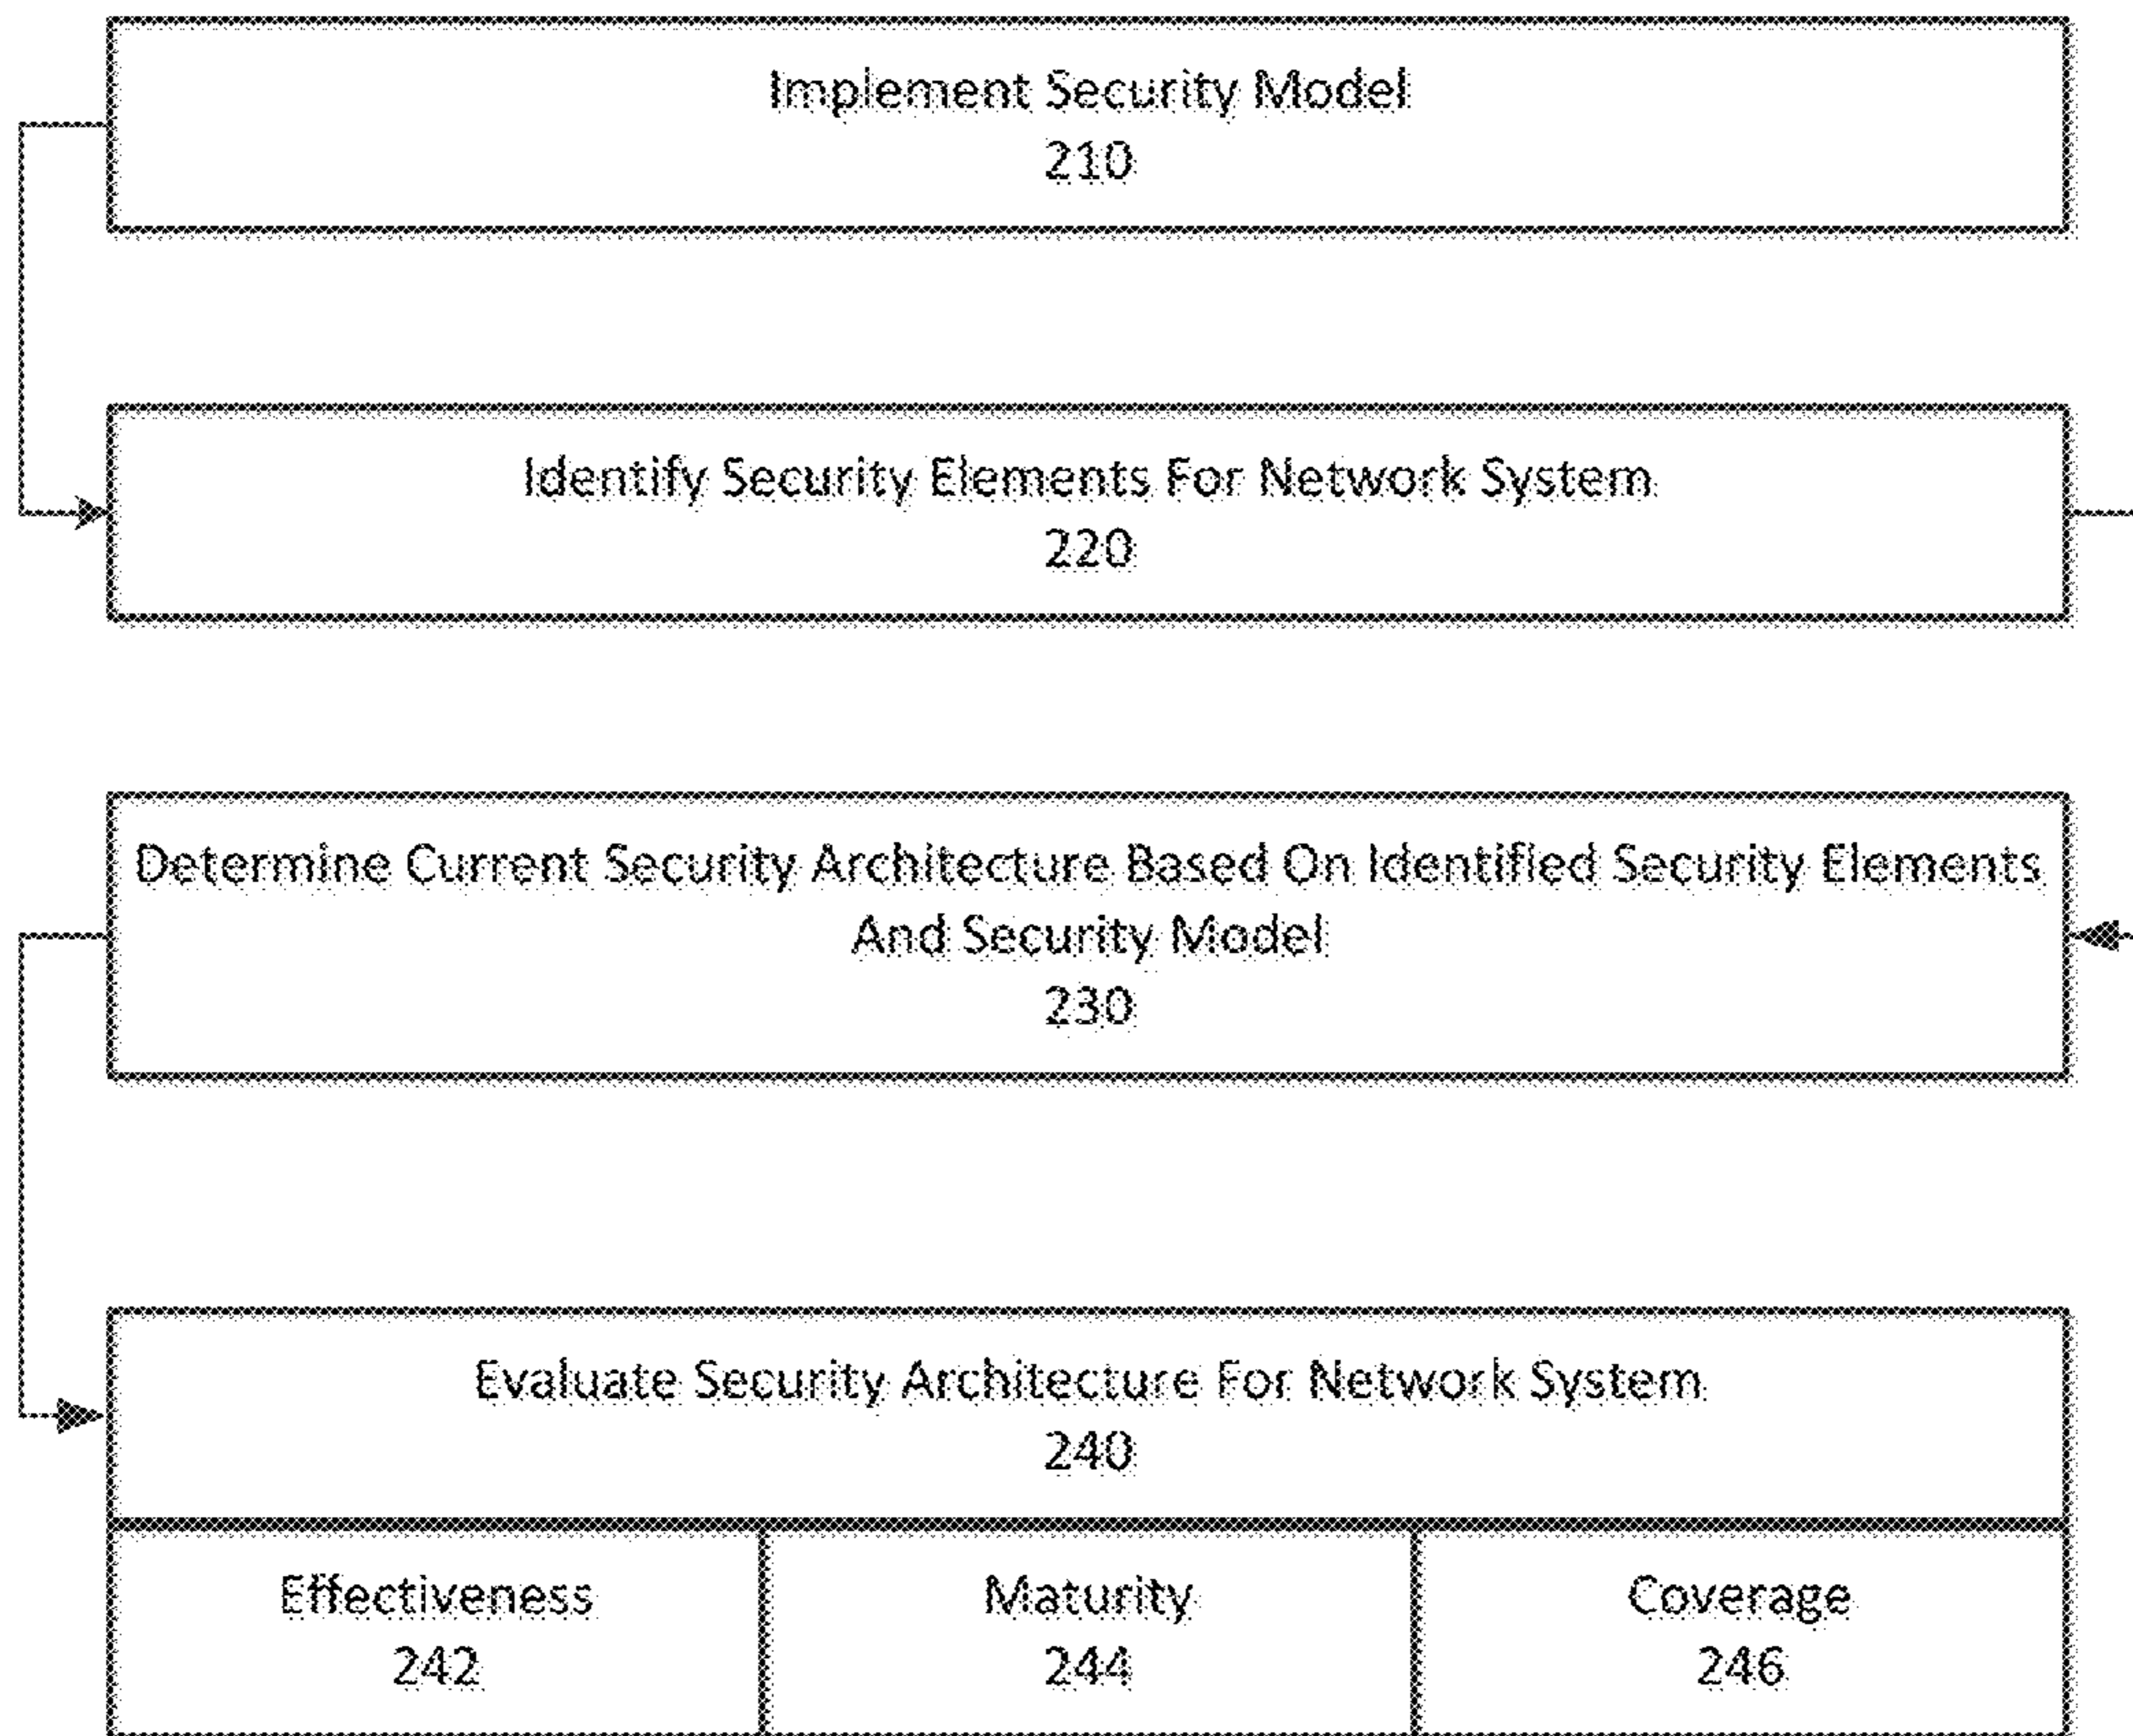 Implement Security Model
210
Identify Security Elements For Network System
220
Determine Current Security Architecture Based On Identified Security Elements
And Security Model
230
Evaluate Security Architecture For Network System
240
Effectiveness
242
Maturity
244
Coverage
246